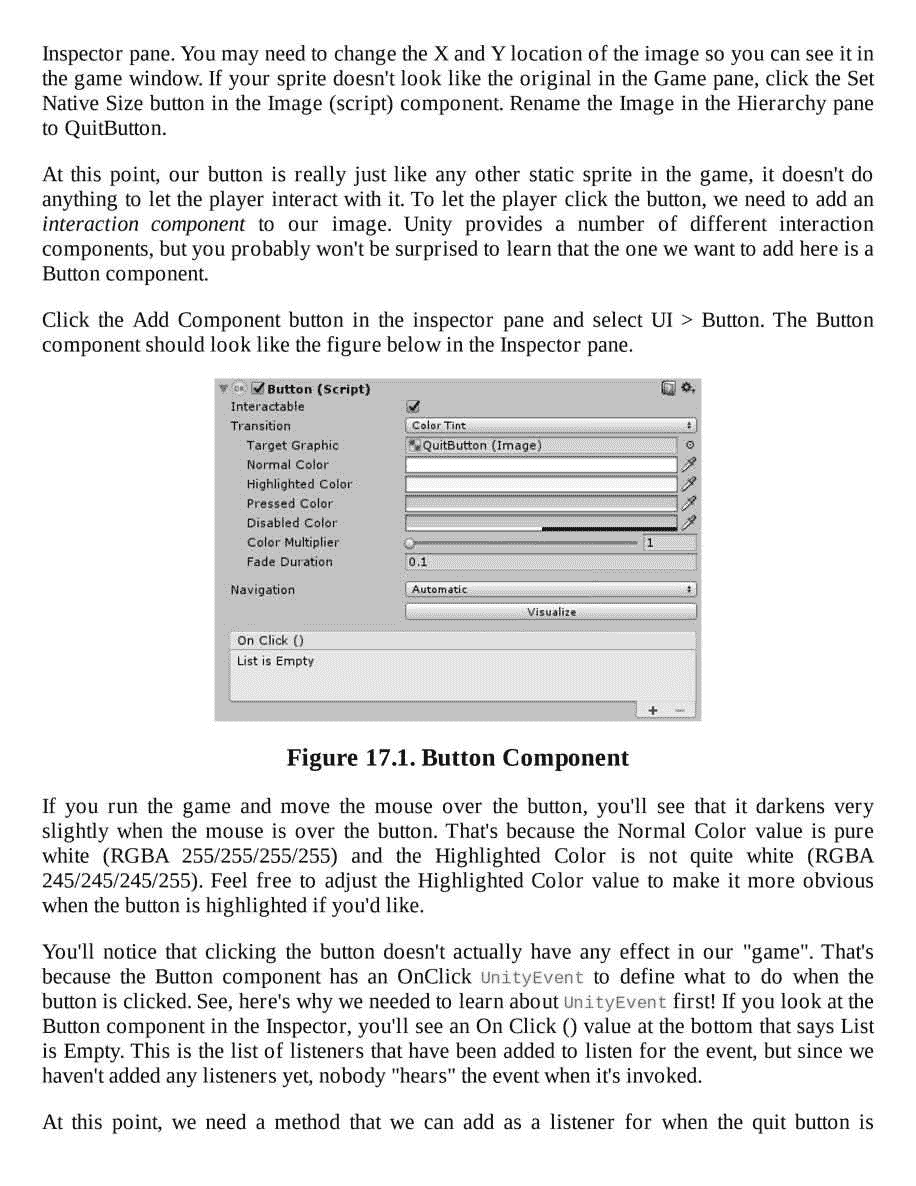 Inspector pane. You may need to change the X and Y location of the image so you can see it in
the game window. If your sprite doesn't look like the original in the Game pane, click the Set
Native Size button in the Image (script) component. Rename the Image in the Hierarchy pane
to QuitButton.
At this point, our button is really just like any other static sprite in the game, it doesn't do
anything to let the player interact with it. To let the player click the button, we need to add an
interaction component to our image. Unity provides a number of different interaction
components, but you probably won't be surprised to learn that the one we want to add here is a
Button component.
Click the Add Component button in the inspector pane and select UI > Button. The Button
component should look like the figure below in the Inspector pane.
Button (Script)
Interactable
Transition Color Tint
Target Graphic QuitButton (Image)
Normal Color
Highlighted Color
Pressed Color
Disabled Color
Color Multiplier 1
Fade Duration 0.1
Navigation Automatic
Visualize
On Click ()
List is Empty
Figure 17.1. Button Component
If you run the game and move the mouse over the button, you'll see that it darkens very
slightly when the mouse is over the button. That's because the Normal Color value is pure
white (RGBA 255/255/255/255) and the Highlighted Color is not quite white (RGBA
245/245/245/255). Feel free to adjust the Highlighted Color value to make it more obvious
when the button is highlighted if you'd like.
You'll notice that clicking the button doesn't actually have any effect in our "game". That's
because the Button component has an OnClick UnityEvent to define what to do when the
button is clicked. See, here's why we needed to learn about UnityEvent first! If you look at the
Button component in the Inspector, you'll see an On Click () value at the bottom that says List
is Empty. This is the list of listeners that have been added to listen for the event, but since we
haven't added any listeners yet, nobody "hears" the event when it's invoked.
At this point, we need a method that we can add as a listener for when the quit button is